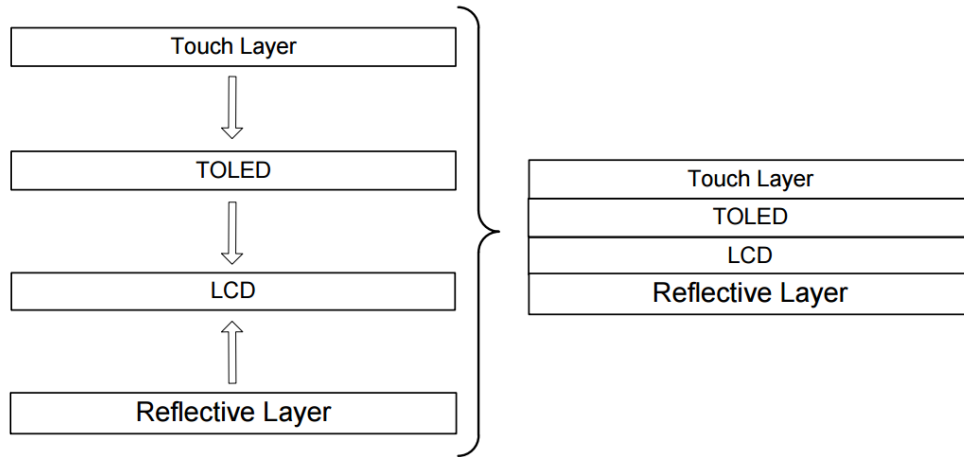 Touch Layer
TOLED
LCD
Reflective Layer
Touch Layer
TOLED
LCD
Reflective Layer